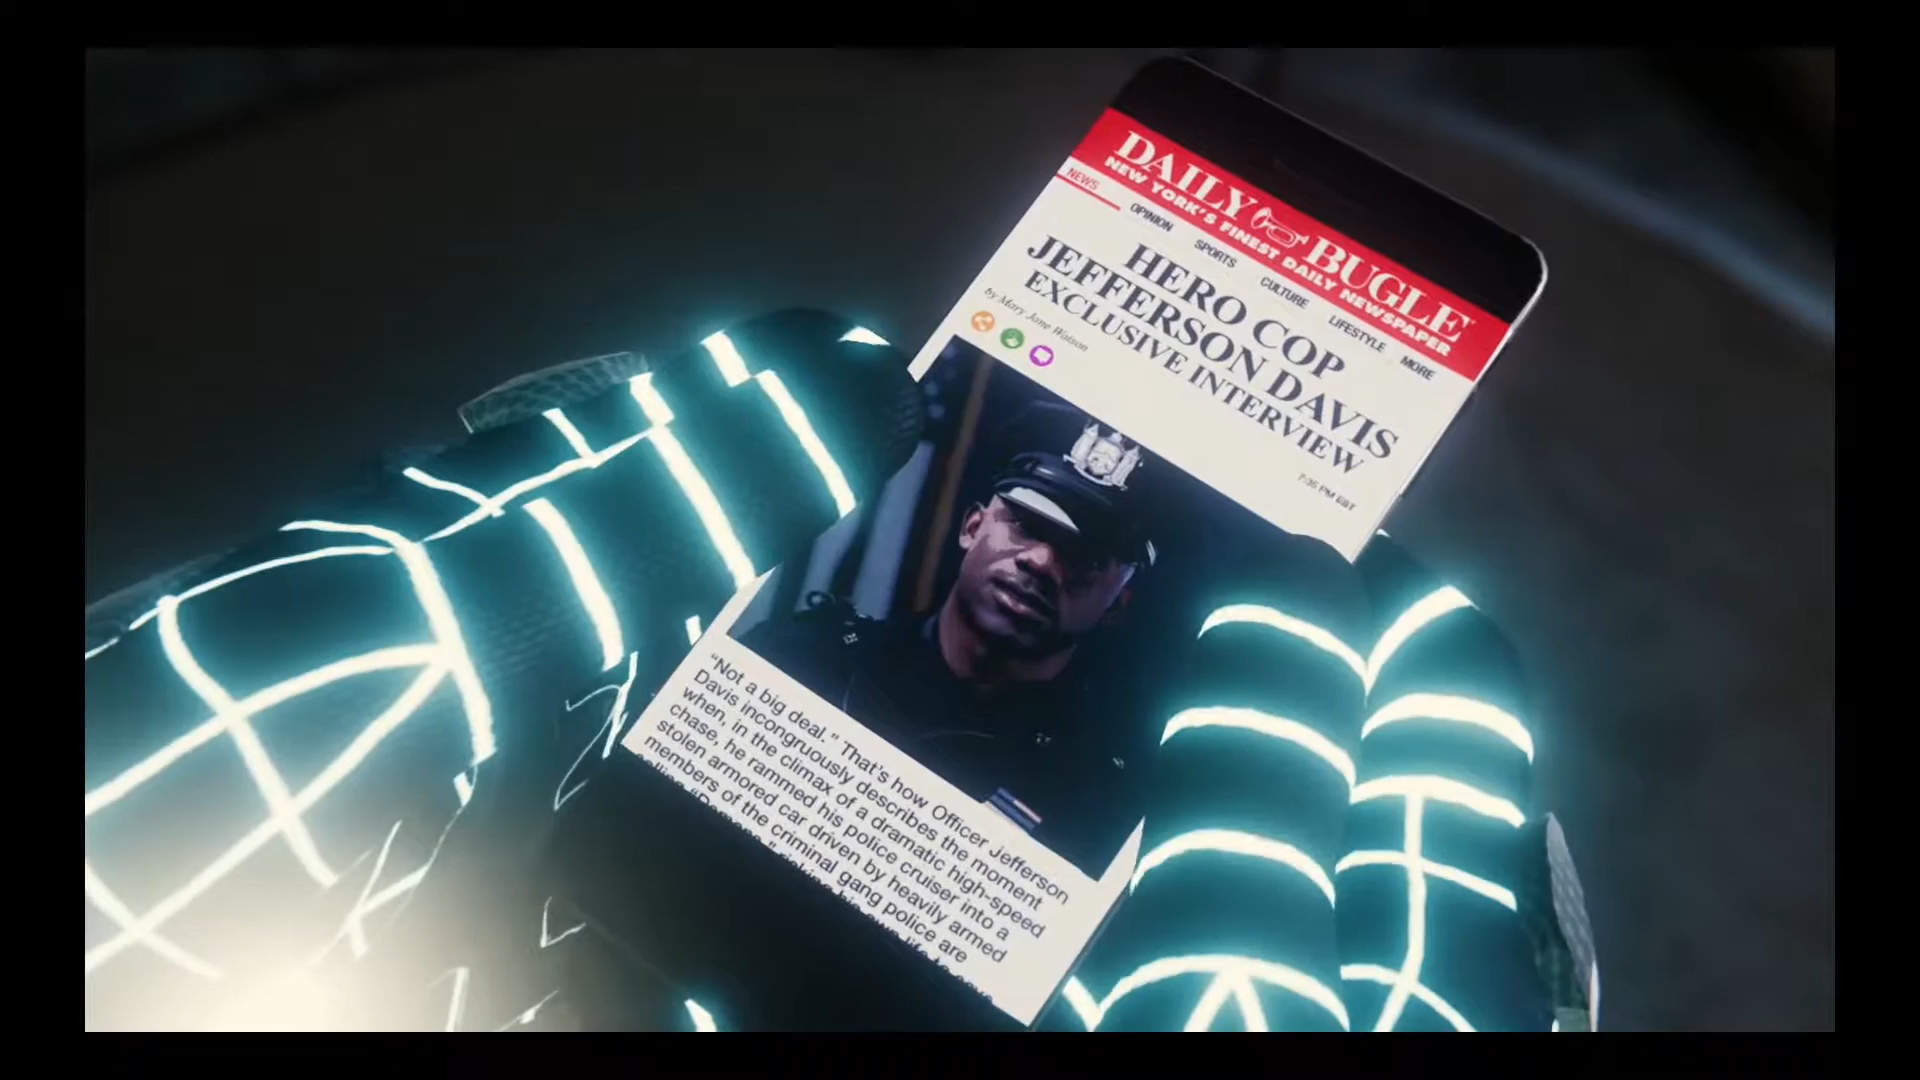 DAILY BUGLE
NEW YORK'S FINEST DAILY NEWSPAPER
NEWS OPINION SPORTS CULTURE LIFESTYLE MORE
HERO COP
JEFFERSON DAVIS
EXCLUSIVE INTERVIEW
by Mary Jane Watson
7:35 PM EST
“Not a big deal.” That's how Officer Jefferson
Davis incongruously describes the moment
when, in the climax of a dramatic high-speed
chase, he rammed his police cruiser into a
stolen armored car driven by heavily armed
members of the criminal gang police are